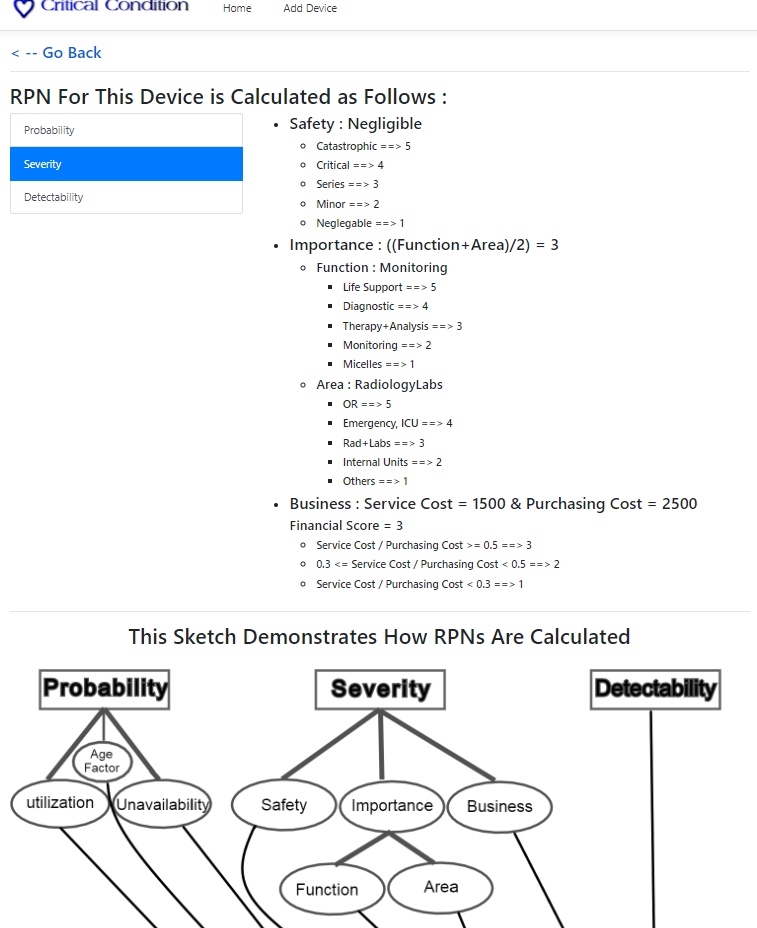 Critical Condition Home Add Device
< -- Go Back
RPN For This Device is Calculated as Follows :
Probability
Severity
Detectability
Safety : Negligible
Catastrophic ==> 5
Critical ==> 4
Series ==> 3
Minor ==> 2
Neglegable ==> 1
Importance : ((Function+Area)/2) = 3
Function : Monitoring
Life Support ==> 5
Diagnostic ==> 4
Therapy+Analysis ==> 3
Monitoring ==> 2
Micelles ==> 1
Area : RadiologyLabs
OR ==> 5
Emergency, ICU ==> 4
Rad+Labs ==> 3
Internal Units ==> 2
Others ==> 1
Business : Service Cost = 1500 & Purchasing Cost = 2500
Financial Score = 3
Service Cost / Purchasing Cost >= 0.5 ==> 3
0.3 <= Service Cost / Purchasing Cost < 0.5 ==> 2
Service Cost / Purchasing Cost < 0.3 ==> 1
This Sketch Demonstrates How RPNs Are Calculated
Probability
Severity
Detectability
Age
Factor
utilization
Unavailability
Safety
Importance
Business
Function
Area